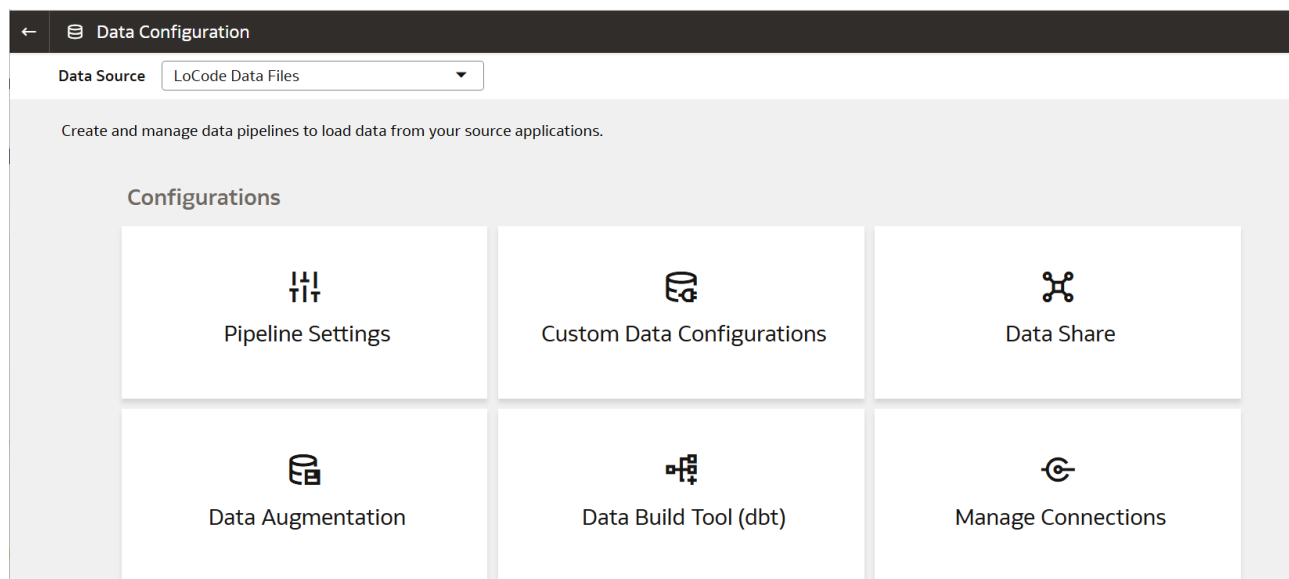 Data Configuration
Data Source LoCode Data Files
Create and manage data pipelines to load data from your source applications.
Configurations
Pipeline Settings
Custom Data Configurations
Data Share
Data Augmentation
Data Build Tool (dbt)
Manage Connections